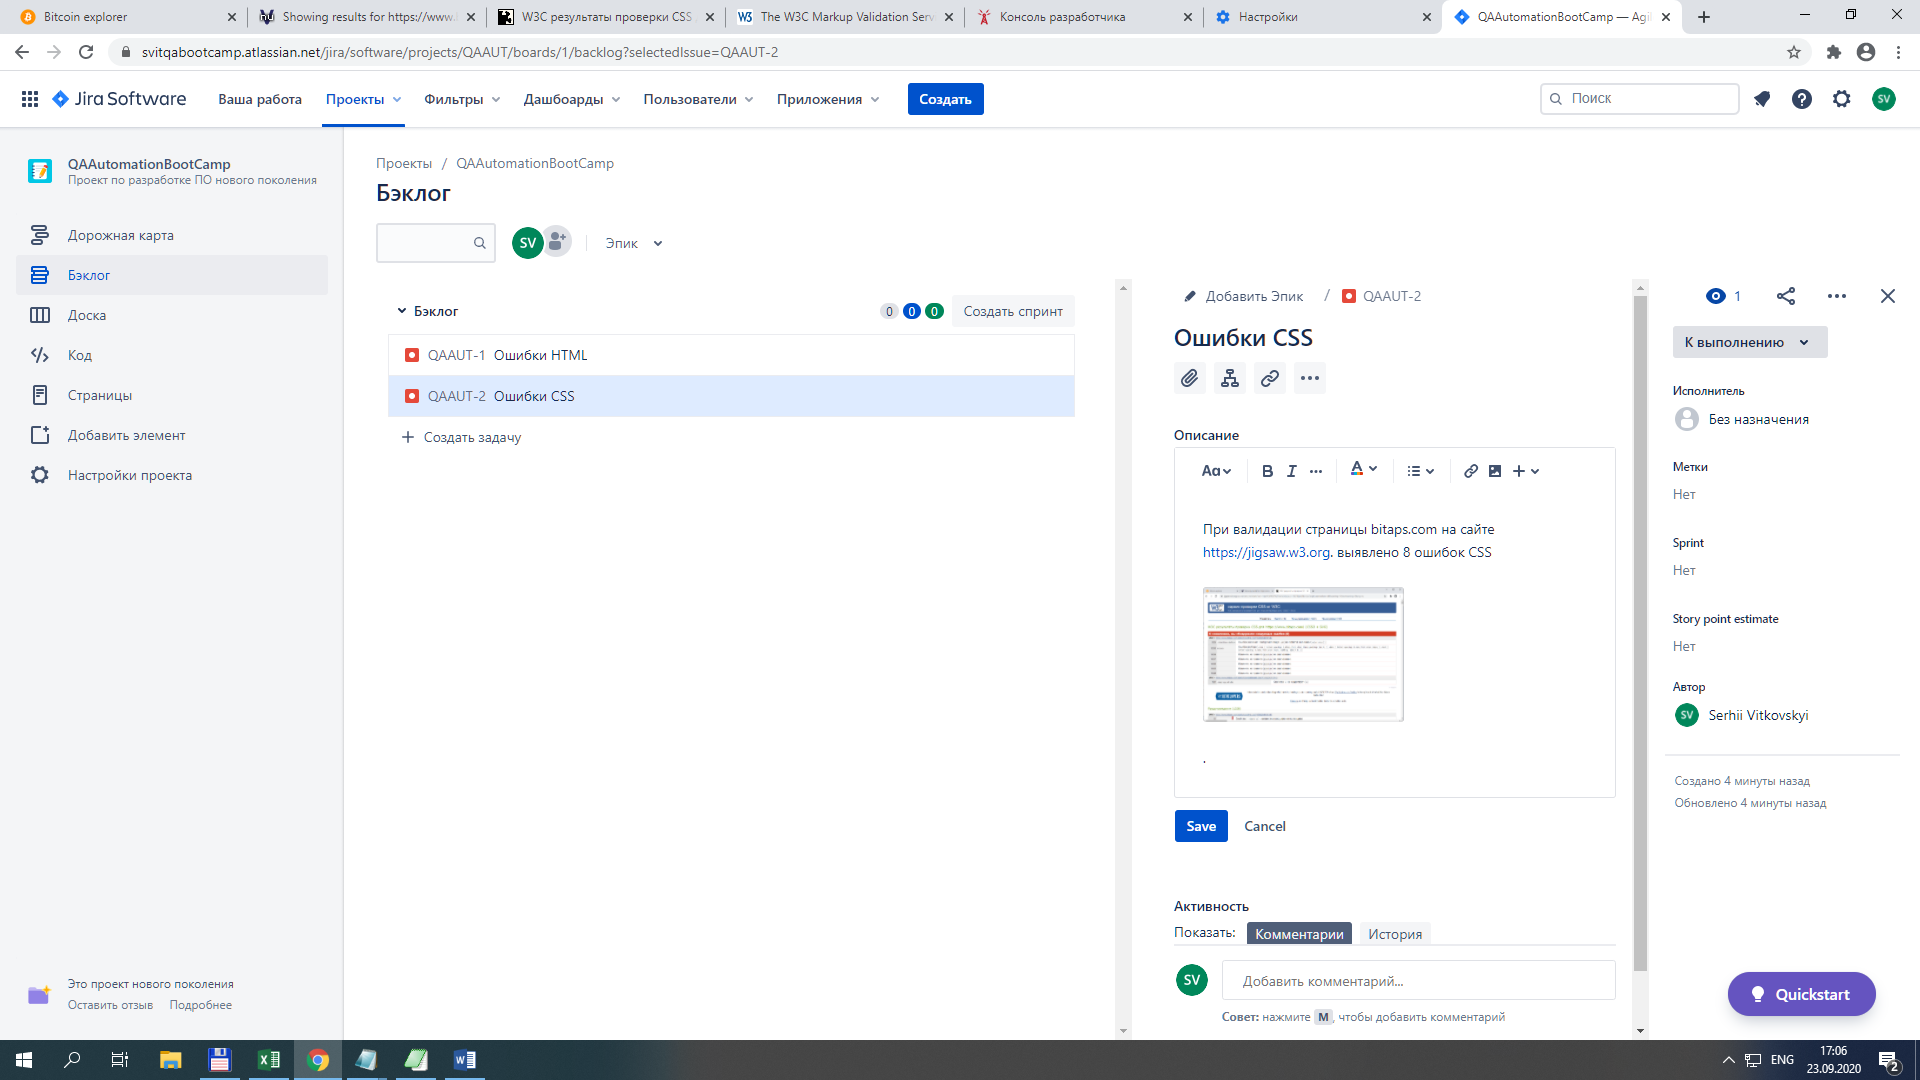 Bitcoin explorer
Showing results for https://www.
W3C результаты проверки CSS
The W3C Markup Validation Serv
Консоль разработчика
Настройки
QAAutomationBootCamp — Agil
svitqabootcamp.atlassian.net/jira/software/projects/QAAUT/boards/1/backlog?selectedIssue=QAAUT-2
Jira Software
Ваша работа
Проекты
Фильтры
Дашборды
Пользователи
Приложения
Создать
Поиск
SV
QAAutomationBootCamp
Проект по разработке ПО нового поколения
Дорожная карта
Бэклог
Доска
Код
Страницы
Добавить элемент
Настройки проекта
Это проект нового поколения
Оставить отзыв Подробнее
Проекты / QAAutomationBootCamp
Бэклог
SV
Эпик
Бэклог
0 0 0
Создать спринт
QAAUT-1 Ошибки HTML
QAAUT-2 Ошибки CSS
Создать задачу
Добавить Эпик / QAAUT-2
Ошибки CSS
Описание
Aa B I ... A
При валидации страницы bitaps.com на сайте
https://jigsaw.w3.org. выявлено 8 ошибок CSS
.
Save Cancel
Активность
Показать: Комментарии История
SV
Добавить комментарий...
Совет: нажмите M, чтобы добавить комментарий
1
К выполнению
Исполнитель
Без назначения
Метки
Нет
Sprint
Нет
Story point estimate
Нет
Автор
SV Serhii Vitkovskyi
Создано 4 минуты назад
Обновлено 4 минуты назад
Quickstart
ENG
17:06
23.09.2020
2